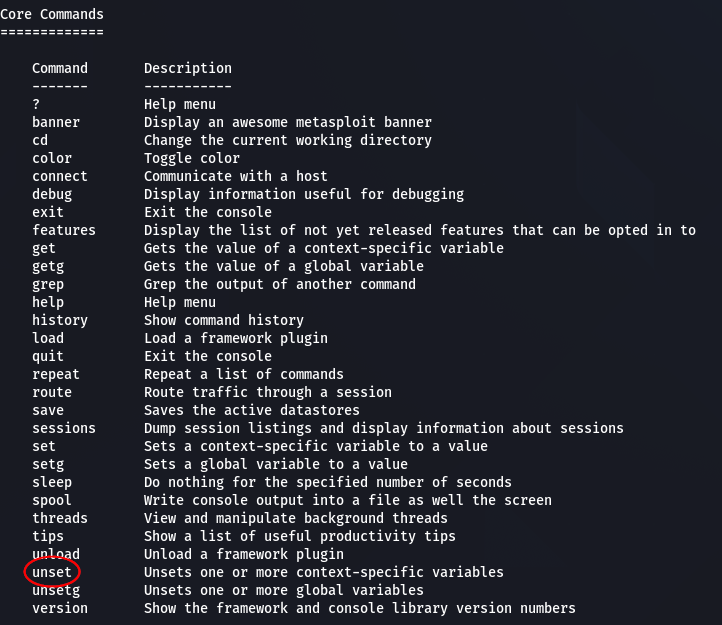 Core Commands
=============
Command       Description
-------       -----------
?             Help menu
banner        Display an awesome metasploit banner
cd            Change the current working directory
color         Toggle color
connect       Communicate with a host
debug         Display information useful for debugging
exit          Exit the console
features      Display the list of not yet released features that can be opted in to
get           Gets the value of a context-specific variable
getg          Gets the value of a global variable
grep          Grep the output of another command
help          Help menu
history       Show command history
load          Load a framework plugin
quit          Exit the console
repeat        Repeat a list of commands
route         Route traffic through a session
save          Saves the active datastores
sessions      Dump session listings and display information about sessions
set           Sets a context-specific variable to a value
setg          Sets a global variable to a value
sleep         Do nothing for the specified number of seconds
spool         Write console output into a file as well the screen
threads       View and manipulate background threads
tips          Show a list of useful productivity tips
unload        Unload a framework plugin
unset         Unsets one or more context-specific variables
unsetg        Unsets one or more global variables
version       Show the framework and console library version numbers